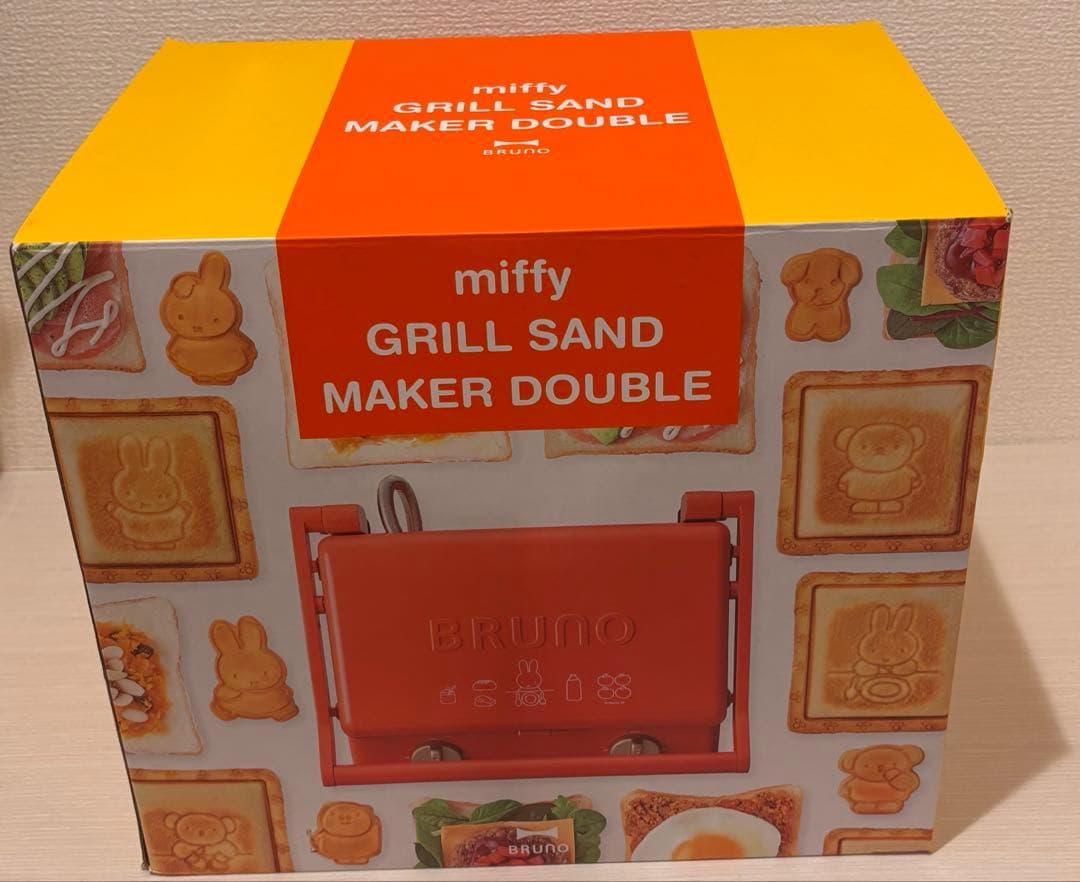 miffy
GRILL SAND
MAKER DOUBLE
BRUNO
miffy
GRILL SAND
MAKER DOUBLE
BRUNO
BRUNO